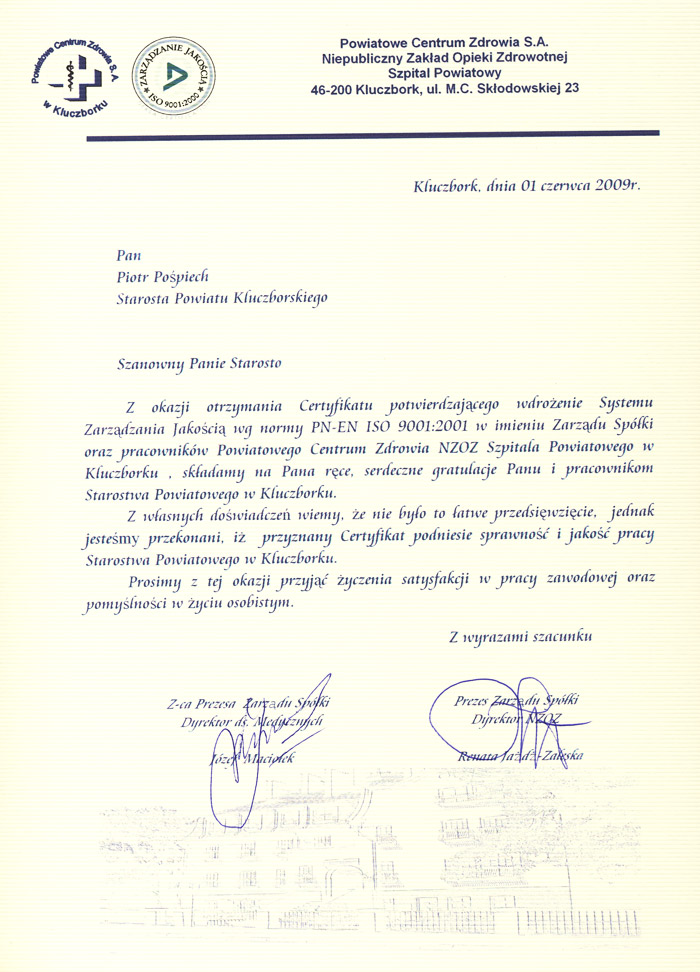 Powiatowe Centrum Zdrowia S.A.
w Kluczborku
ZARZĄDZANIE JAKOŚCIĄ
ISO 9001:2000
Powiatowe Centrum Zdrowia S.A.
Niepubliczny Zakład Opieki Zdrowotnej
Szpital Powiatowy
46-200 Kluczbork, ul. M.C. Skłodowskiej 23
Kluczbork, dnia 01 czerwca 2009r.
Pan
Piotr Pośpiech
Starosta Powiatu Kluczborskiego
Szanowny Panie Starosto
Z okazji otrzymania Certyfikatu potwierdzającego wdrożenie Systemu
Zarządzania Jakością wg normy PN-EN ISO 9001:2001 w imieniu Zarządu Spółki
oraz pracowników Powiatowego Centrum Zdrowia NZOZ Szpitala Powiatowego w
Kluczborku , składamy na Pana ręce, serdeczne gratulacje Panu i pracownikom
Starostwa Powiatowego w Kluczborku.
Z własnych doświadczeń wiemy, że nie było to łatwe przedsięwzięcie, jednak
jesteśmy przekonani, iż przyznany Certyfikat podniesie sprawność i jakość pracy
Starostwa Powiatowego w Kluczborku.
Prosimy z tej okazji przyjąć życzenia satysfakcji w pracy zawodowej oraz
pomyślności w życiu osobistym.
Z wyrazami szacunku
Z-ca Prezesa Zarządu Spółki
Dyrektor ds. Medycznych
Józef Maciołek
Prezes Zarządu Spółki
Dyrektor NZOZ
Renata Jażdż-Zaleska